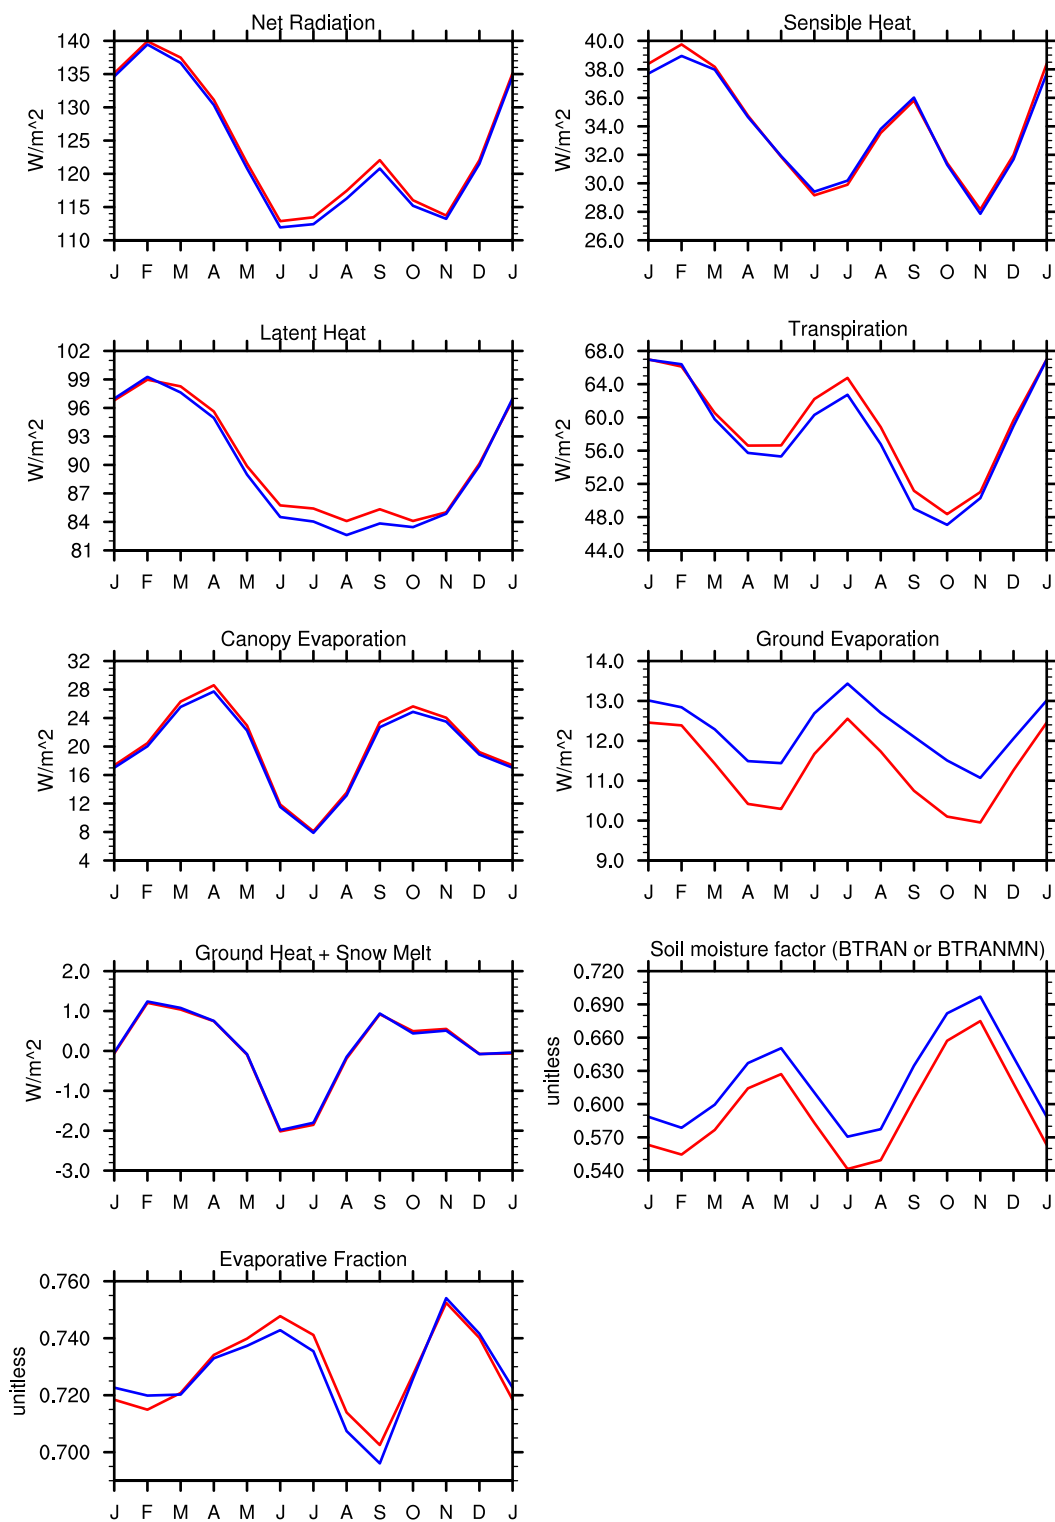 Net Radiation
W/m^2
140
135
130
125
120
115
110
J F M A M J J A S O N D J
Sensible Heat
W/m^2
40.0
38.0
36.0
34.0
32.0
30.0
28.0
26.0
J F M A M J J A S O N D J
Latent Heat
W/m^2
102
99
96
93
90
87
84
81
J F M A M J J A S O N D J
Transpiration
W/m^2
68.0
64.0
60.0
56.0
52.0
48.0
44.0
J F M A M J J A S O N D J
Canopy Evaporation
W/m^2
32
28
24
20
16
12
8
4
J F M A M J J A S O N D J
Ground Evaporation
W/m^2
14.0
13.0
12.0
11.0
10.0
9.0
J F M A M J J A S O N D J
Ground Heat + Snow Melt
W/m^2
2.0
1.0
0.0
-1.0
-2.0
-3.0
J F M A M J J A S O N D J
Soil moisture factor (BTRAN or BTRANMN)
unitless
0.720
0.690
0.660
0.630
0.600
0.570
0.540
J F M A M J J A S O N D J
Evaporative Fraction
unitless
0.760
0.740
0.720
0.700
J F M A M J J A S O N D J